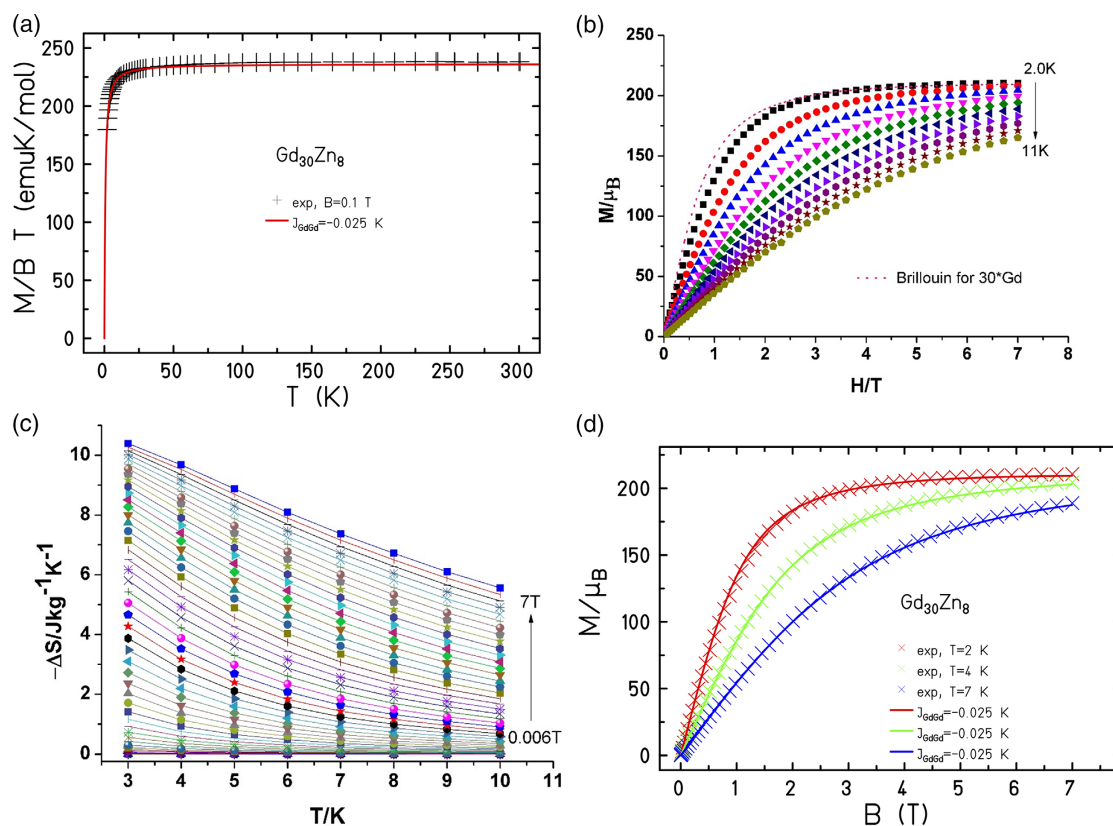 (a)
M/B T (emuK/mol)
250
200
150
100
50
0
Gd30Zn8
exp, B=0.1 T
JGdGd=-0.025 K
0 50 100 150 200 250 300
T (K)
(b)
M/μB
250
200
150
100
50
0
2.0K
11K
Brillouin for 30*Gd
0 1 2 3 4 5 6 7 8
H/T
(c)
-ΔS/Jkg-1K-1
10
8
6
4
2
0
7T
0.006T
3 4 5 6 7 8 9 10 11
T/K
(d)
M/μB
200
150
100
50
0
Gd30Zn8
exp, T=2 K
exp, T=4 K
exp, T=7 K
JGdGd=-0.025 K
JGdGd=-0.025 K
JGdGd=-0.025 K
0 1 2 3 4 5 6 7
B (T)